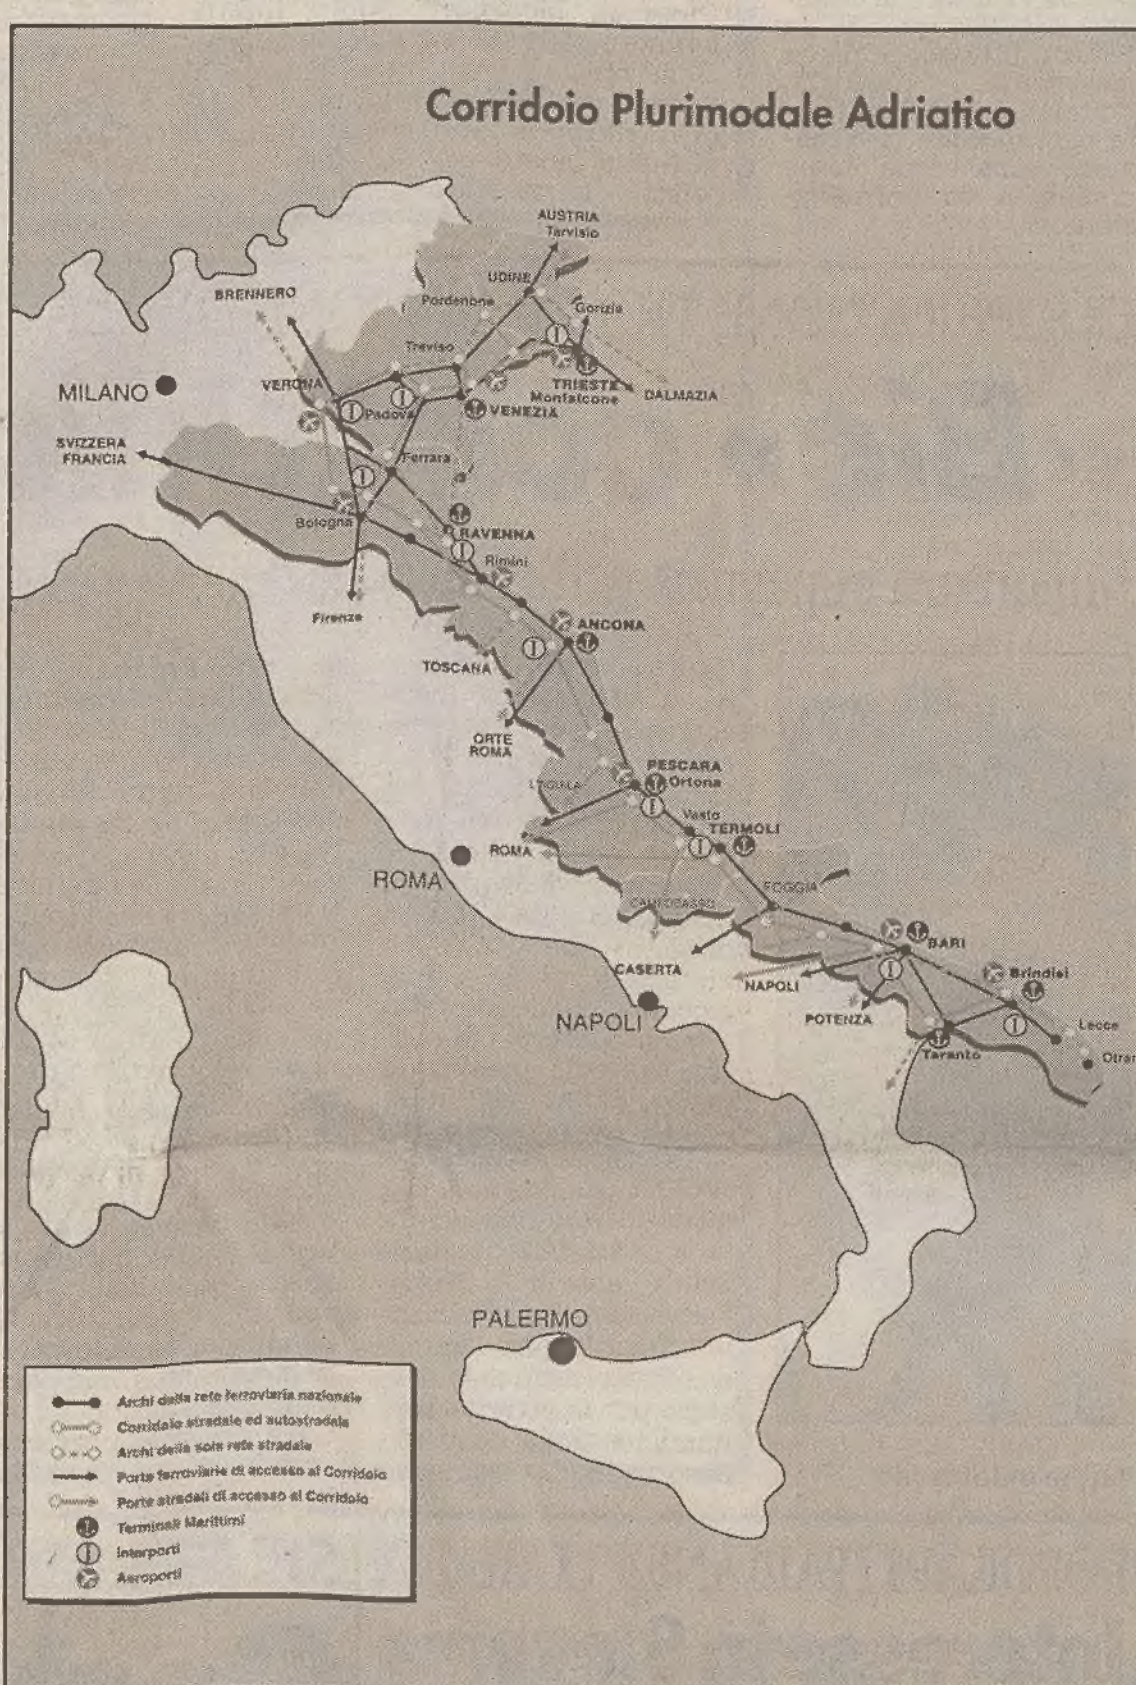 Corridoio Plurimodale Adriatico
AUSTRIA
Tarvisio
UDINE
BRENNERO
Pordenone
Gorizia
Treviso
MILANO
VERONA
TRIESTE
Monfalcone
DALMAZIA
Padova
VENEZIA
SVIZZERA
FRANCIA
Ferrara
Bologna
RAVENNA
Rimini
Firenze
ANCONA
TOSCANA
ORTE
ROMA
PESCARA
Ortona
L'AQUILA
Vasto
TERMOLI
ROMA
ROMA
FOGGIA
CAMPOBASSO
BARI
CASERTA
NAPOLI
Brindisi
NAPOLI
POTENZA
Lecce
Taranto
Otran
PALERMO
Archi della rete ferroviaria nazionale
Corridoio stradale ed autostradale
Archi della sola rete stradale
Porte ferroviarie di accesso al Corridoio
Porte stradali di accesso al Corridoio
Terminali Marittimi
Interporti
Aeroporti